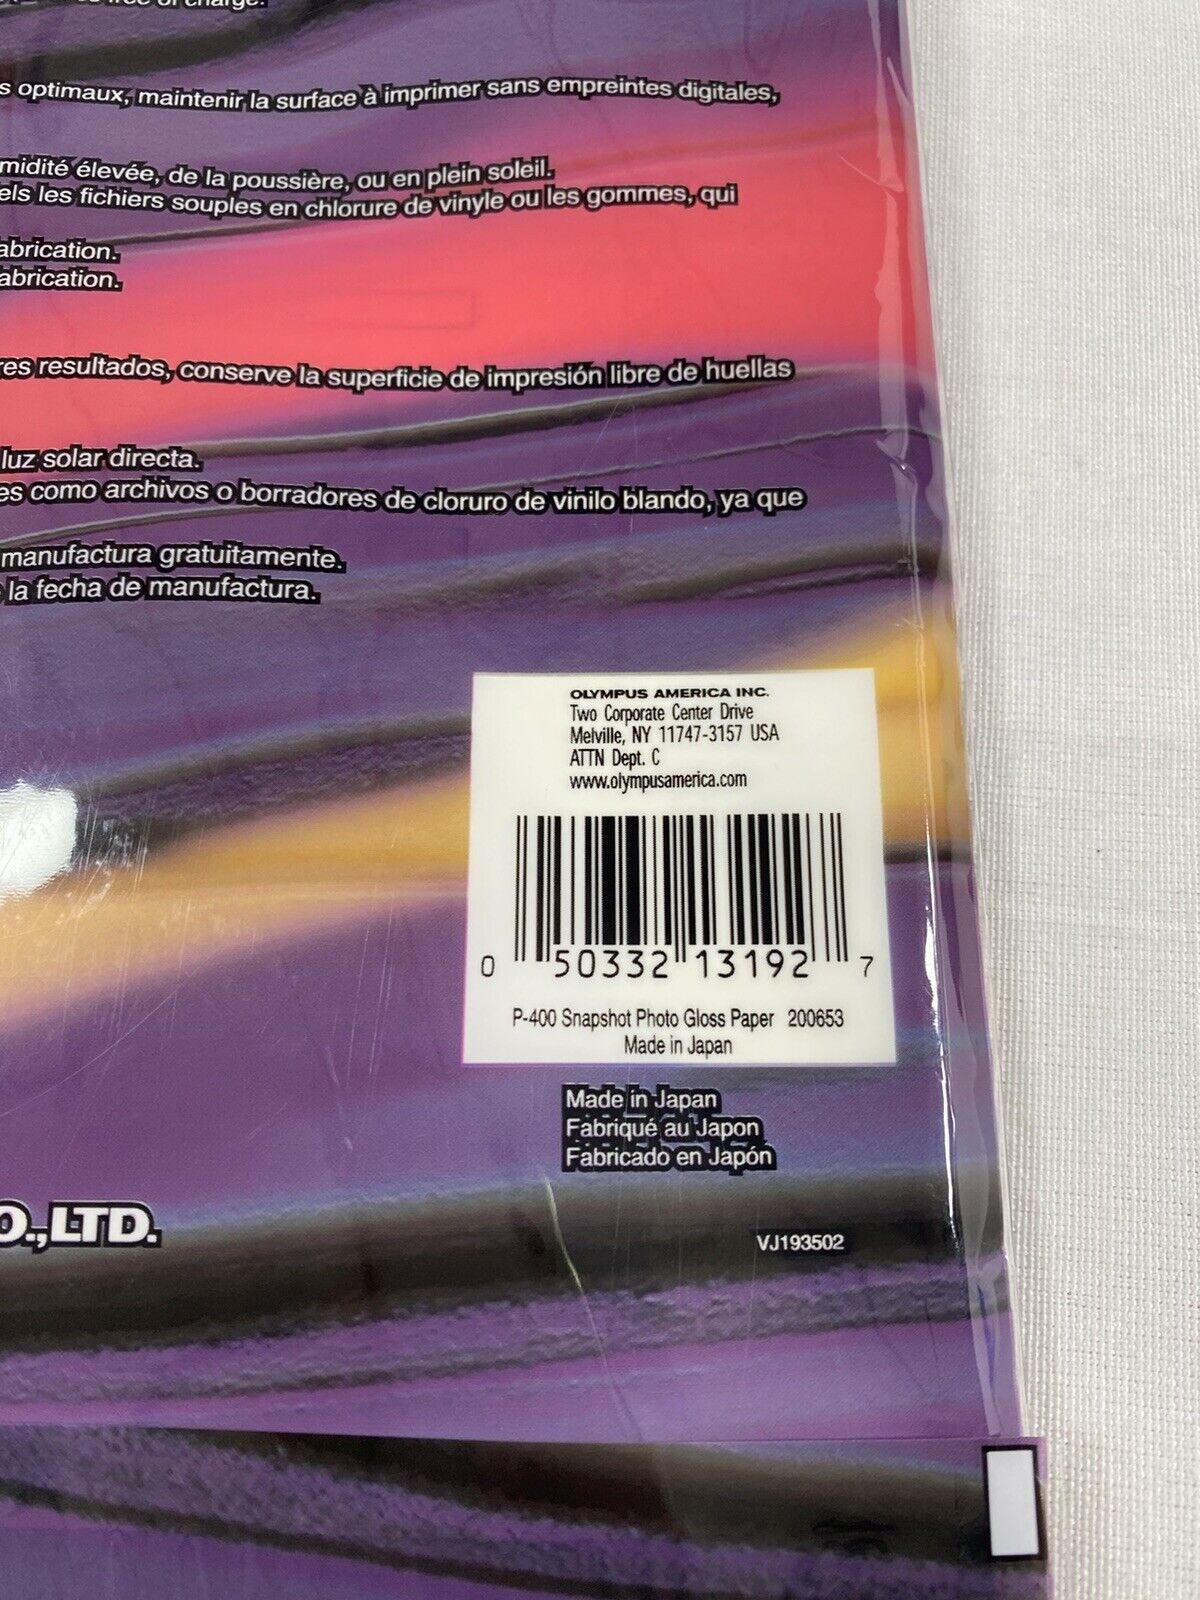 free of charge.
s optimaux, maintenir la surface à imprimer sans empreintes digitales,
midité élevée, de la poussière, ou en plein soleil.
els les fichiers souples en chlorure de vinyle ou les gommes, qui
abrication.
abrication.
res resultados, conserve la superficie de impresión libre de huellas
luz solar directa.
es como archivos o borradores de cloruro de vinilo blando, ya que
manufactura gratuitamente.
la fecha de manufactura.
OLYMPUS AMERICA INC.
Two Corporate Center Drive
Melville, NY 11747-3157 USA
ATTN Dept. C
www.olympusamerica.com
0 50332 13192 7
P-400 Snapshot Photo Gloss Paper 200653
Made in Japan
Made in Japan
Fabriqué au Japon
Fabricado en Japón
O.,LTD.
VJ193502